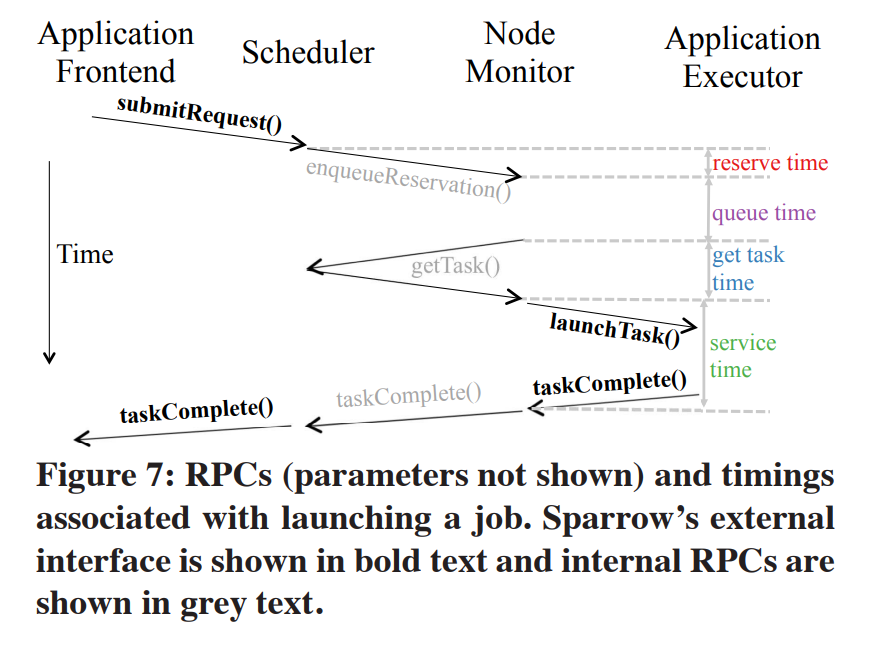 Application
Frontend
Scheduler
Node
Monitor
Application
Executor
submitRequest()
enqueueReservation()
reserve time
queue time
Time
getTask()
get task
time
launchTask()
service
time
taskComplete()
taskComplete()
taskComplete()
Figure 7: RPCs (parameters not shown) and timings
associated with launching a job. Sparrow's external
interface is shown in bold text and internal RPCs are
shown in grey text.